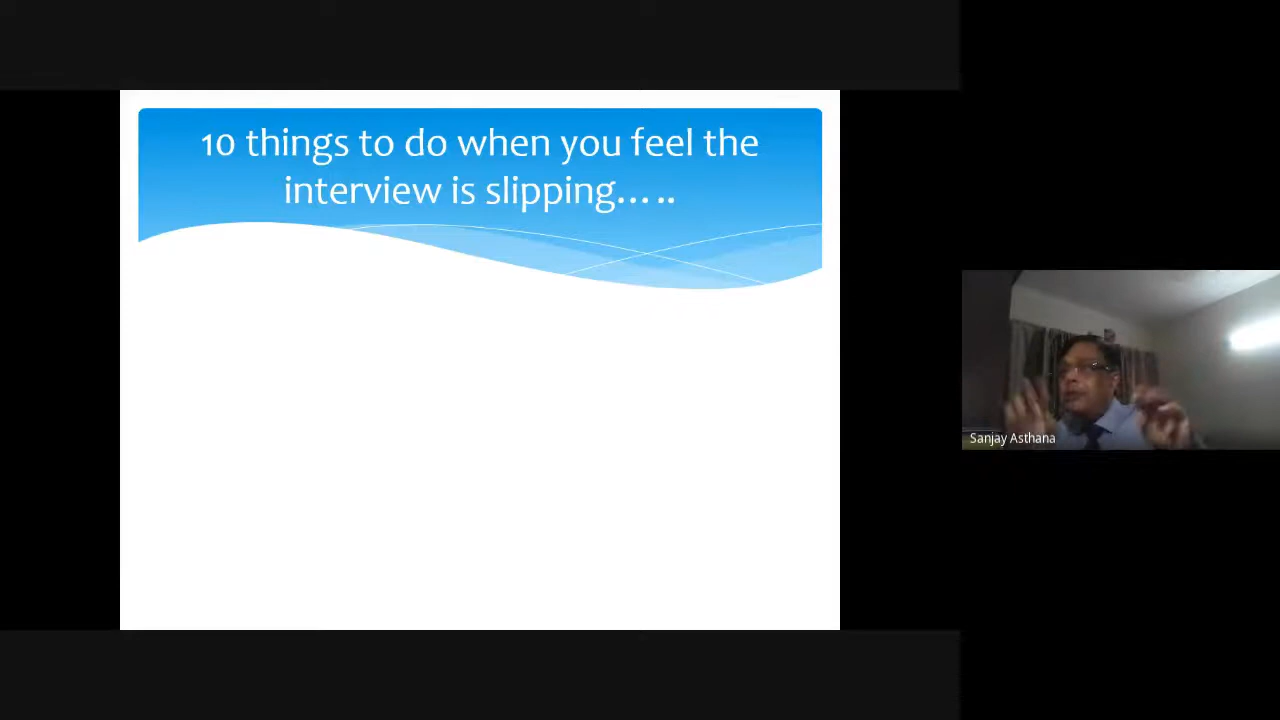 10 things to do when you feel the
interview is slipping…..
Sanjay Asthana